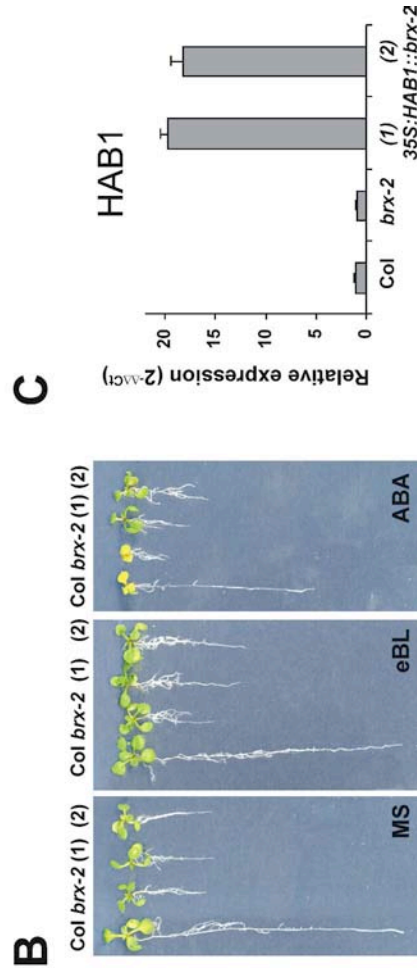 B
Col brx-2 (1) (2)
MS
Col brx-2 (1) (2)
eBL
Col brx-2 (1) (2)
ABA
C
HAB1
Relative expression (2-ΔΔCt)
20
15
10
5
0
Col
brx-2
(1)
(2)
35S:HAB1::brx-2